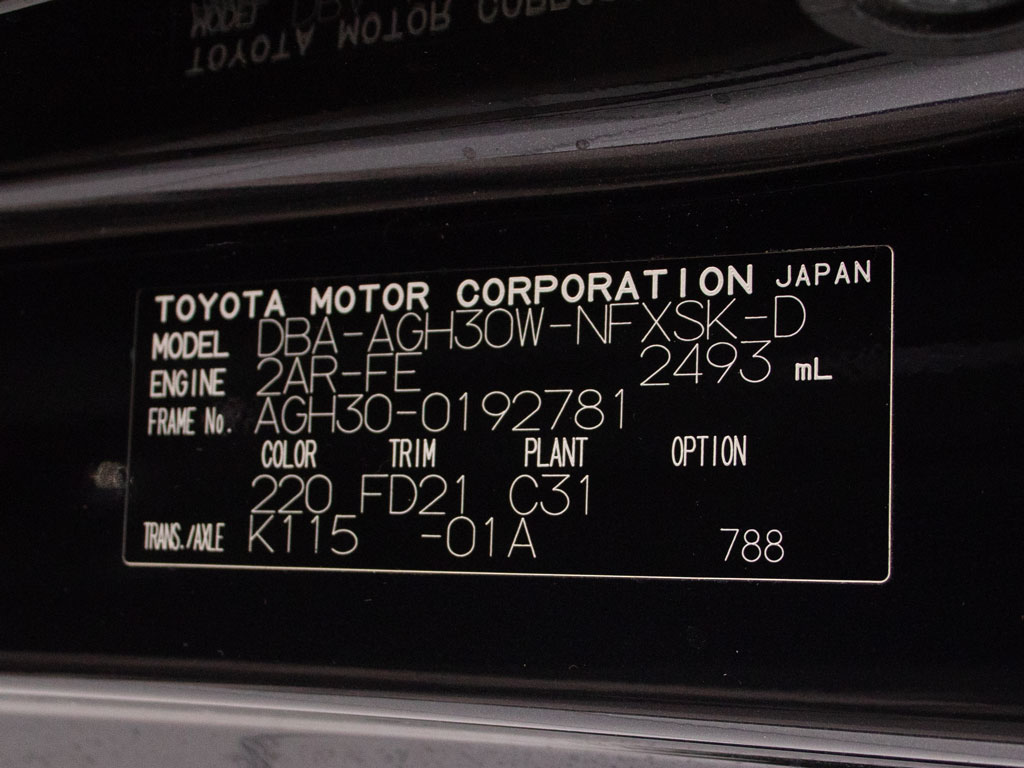 TOYOTA MOTOR CORPORATION JAPAN
MODEL DBA-AGH30W-NFXSK-D
ENGINE 2AR-FE 2493 mL
FRAME No. AGH30-0192781
COLOR TRIM PLANT OPTION
220 FD21 C31
TRANS./AXLE K115 -01A 788